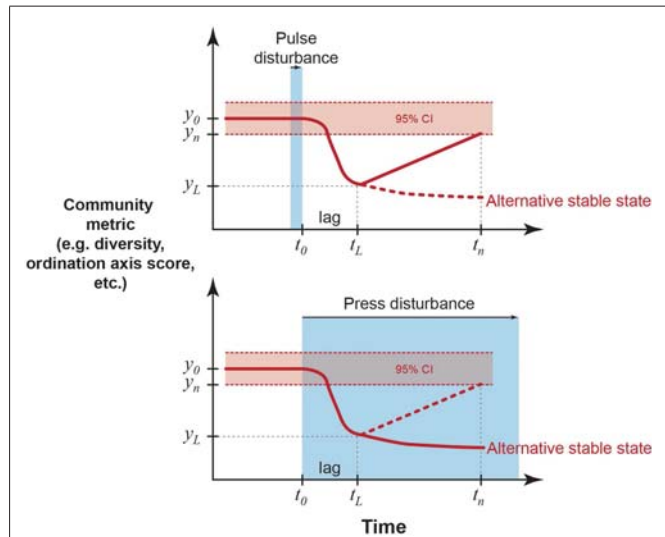 Pulse
disturbance
y0
95% CI
yn
yL
Alternative stable state
lag
t0
tL
tn
Community
metric
(e.g. diversity,
ordination axis score,
etc.)
Press disturbance
y0
95% CI
yn
yL
Alternative stable state
lag
t0
tL
tn
Time